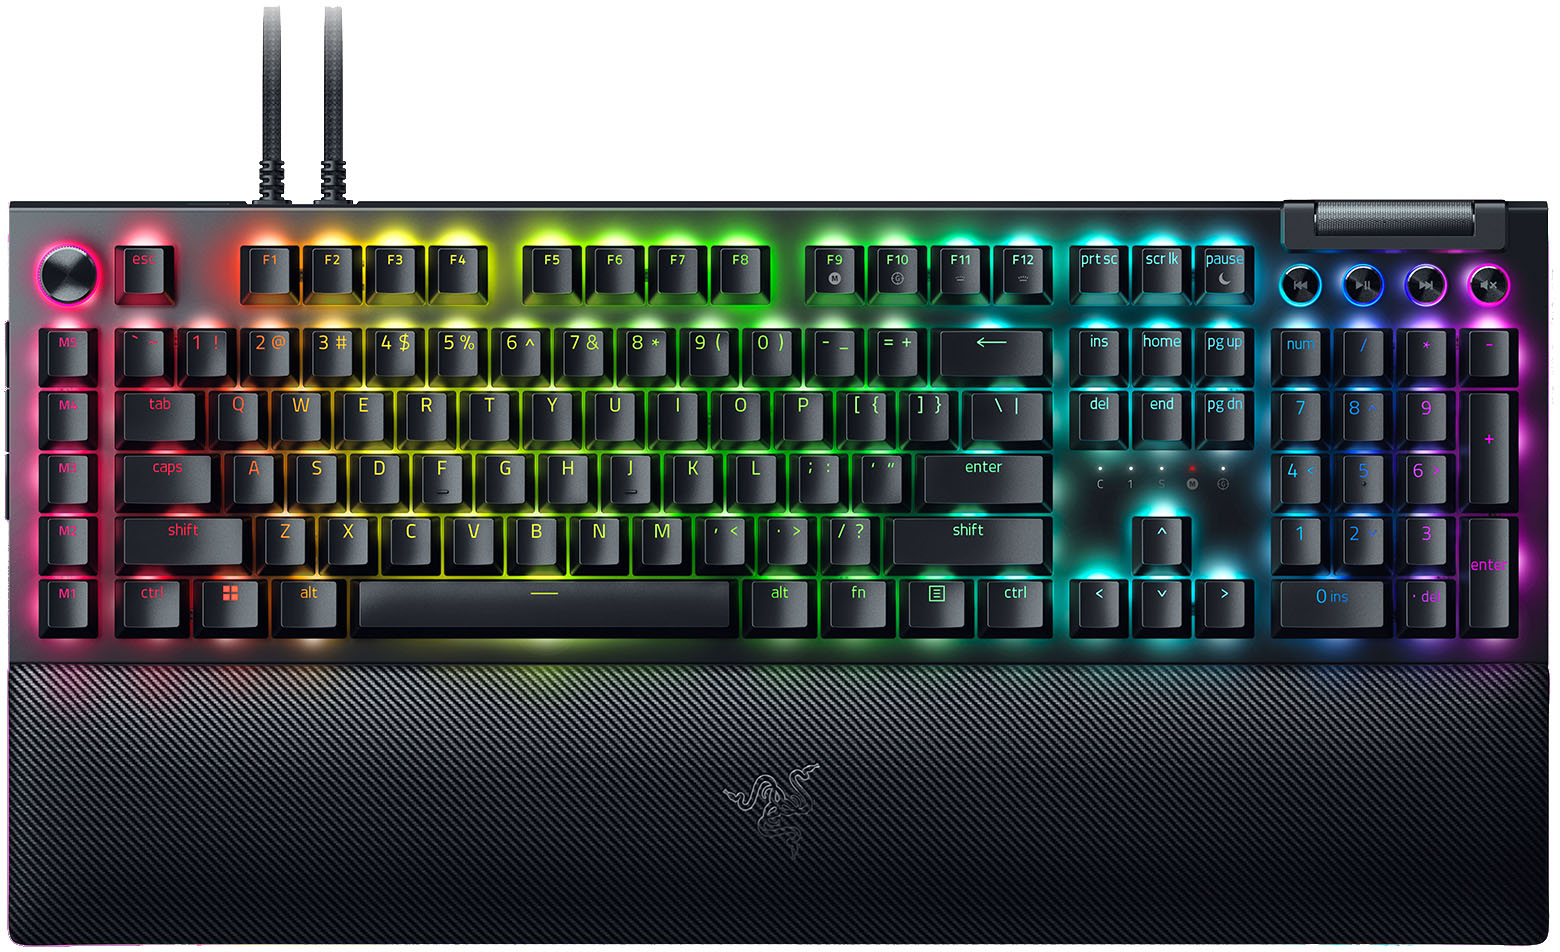 esc F1 F2 F3 F4 F5 F6 F7 F8 F9 F10 F11 F12 prt sc scr lk pause
M
M5 ` ~ 1 ! 2 @ 3 # 4 $ 5 % 6 ^ 7 & 8 * 9 ( 0 ) - _ = + ← ins home pg up num / * -
M4 tab Q W E R T Y U I O P [ { ] } \ | del end pg dn 7 8 ^ 9 +
M3 caps A S D F G H J K L ; : ' " enter 4 < 5 6 >
C 1 S M G
M2 shift Z X C V B N M , < . > / ? shift ^ 1 2 ˅ 3 enter
M1 ctrl alt alt fn ctrl < ˅ > 0 ins . del